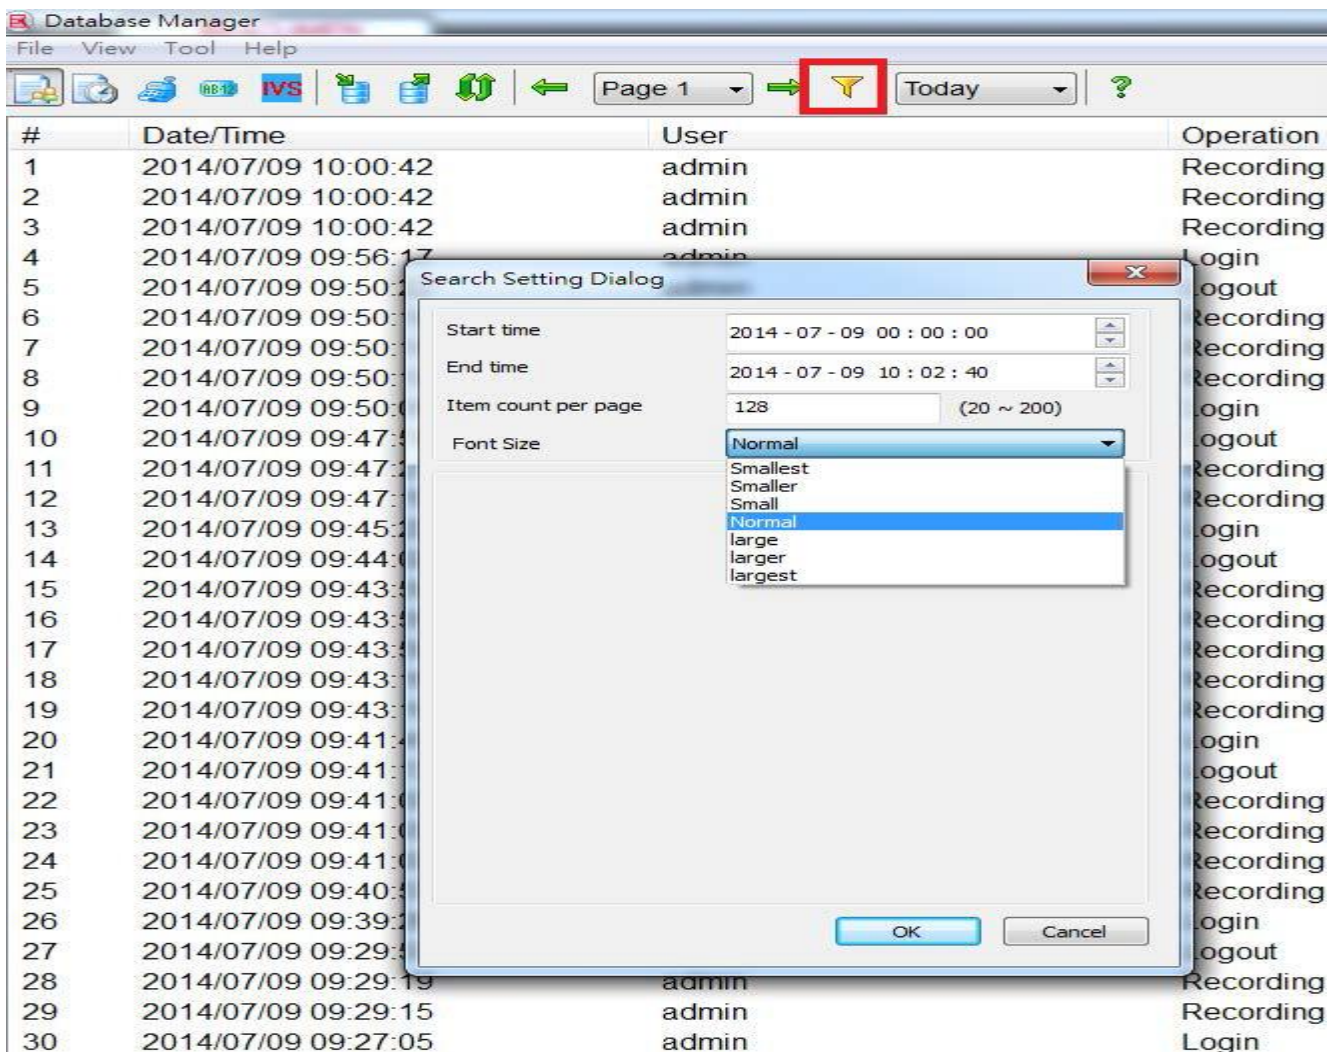 Database Manager
File View Tool Help
AB-12 IVS Page 1 Today ?
# Date/Time User Operation
1 2014/07/09 10:00:42 admin Recording
2 2014/07/09 10:00:42 admin Recording
3 2014/07/09 10:00:42 admin Recording
4 2014/07/09 09:56:17 admin Login
5 2014/07/09 09:50: ogout
6 2014/07/09 09:50: ecording
7 2014/07/09 09:50: ecording
8 2014/07/09 09:50: ecording
9 2014/07/09 09:50: ogin
10 2014/07/09 09:47: ogout
11 2014/07/09 09:47: ecording
12 2014/07/09 09:47: ecording
13 2014/07/09 09:45: ogin
14 2014/07/09 09:44: ogout
15 2014/07/09 09:43: ecording
16 2014/07/09 09:43: ecording
17 2014/07/09 09:43: ecording
18 2014/07/09 09:43: ecording
19 2014/07/09 09:43: ecording
20 2014/07/09 09:41: ogin
21 2014/07/09 09:41: ogout
22 2014/07/09 09:41: ecording
23 2014/07/09 09:41: ecording
24 2014/07/09 09:41: ecording
25 2014/07/09 09:40: ecording
26 2014/07/09 09:39: ogin
27 2014/07/09 09:29: ogout
28 2014/07/09 09:29:19 admin Recording
29 2014/07/09 09:29:15 admin Recording
30 2014/07/09 09:27:05 admin Login
Search Setting Dialog
Start time 2014 - 07 - 09 00 : 00 : 00
End time 2014 - 07 - 09 10 : 02 : 40
Item count per page 128 (20 ~ 200)
Font Size Normal
Smallest
Smaller
Small
Normal
large
larger
largest
OK Cancel